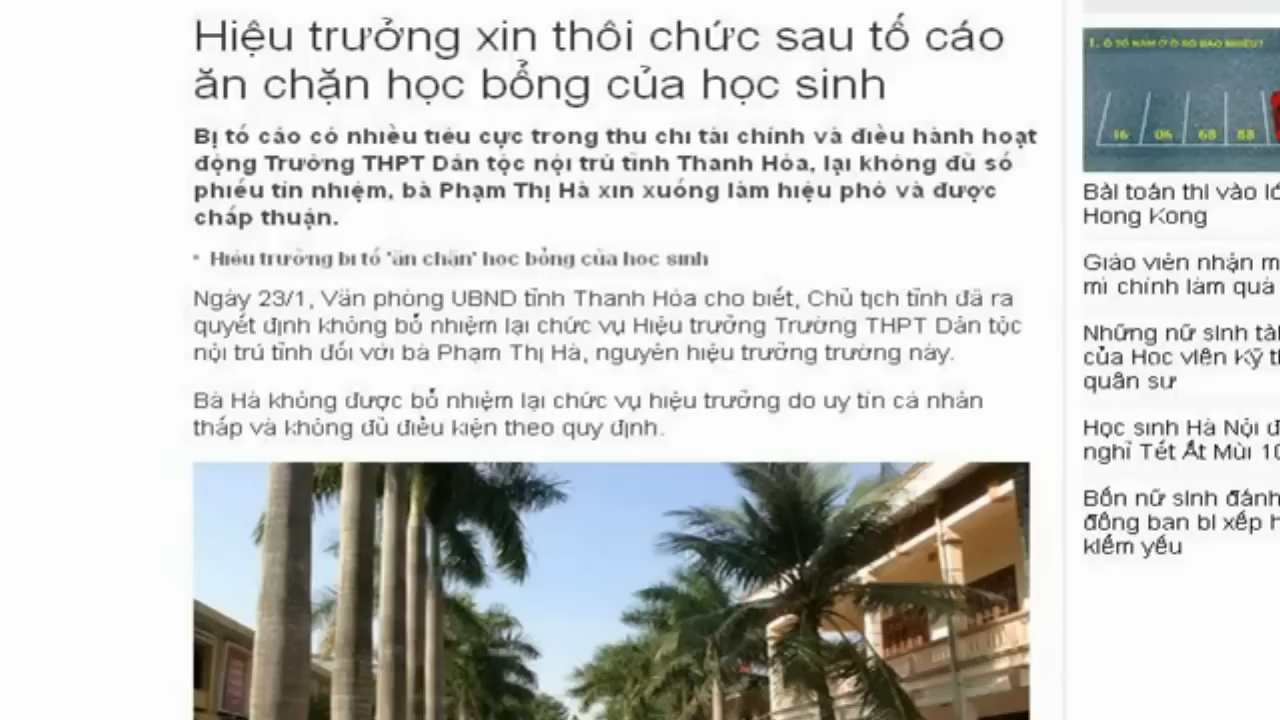 Hiệu trưởng xin thôi chức sau tố cáo
ăn chặn học bổng của học sinh
Bị tố cáo có nhiều tiêu cực trong thu chi tài chính và điều hành hoạt
động Trường THPT Dân tộc nội trú tỉnh Thanh Hóa, lại không đủ số
phiếu tín nhiệm, bà Phạm Thị Hà xin xuống làm hiệu phó và được
chấp thuận.
Hiệu trưởng bị tố 'ăn chặn' học bổng của học sinh
Ngày 23/1, Văn phòng UBND tỉnh Thanh Hóa cho biết, Chủ tịch tỉnh đã ra
quyết định không bổ nhiệm lại chức vụ Hiệu trưởng Trường THPT Dân tộc
nội trú tỉnh đối với bà Phạm Thị Hà, nguyên hiệu trưởng trường này.
Bà Hà không được bổ nhiệm lại chức vụ hiệu trưởng do uy tín cá nhân
thấp và không đủ điều kiện theo quy định.
1. Ô TÔ NẰM Ở Ô SỐ BAO NHIÊU?
16 06 68 88
Bài toán thi vào
Hong Kong
Giáo viên nhận
mì chính làm quà
Những nữ sinh
của Học viện Kỹ
quân sự
Học sinh Hà Nội
nghỉ Tết Ất Mùi 10
Bốn nữ sinh đánh
đồng bạn bị xếp
kiểm yếu